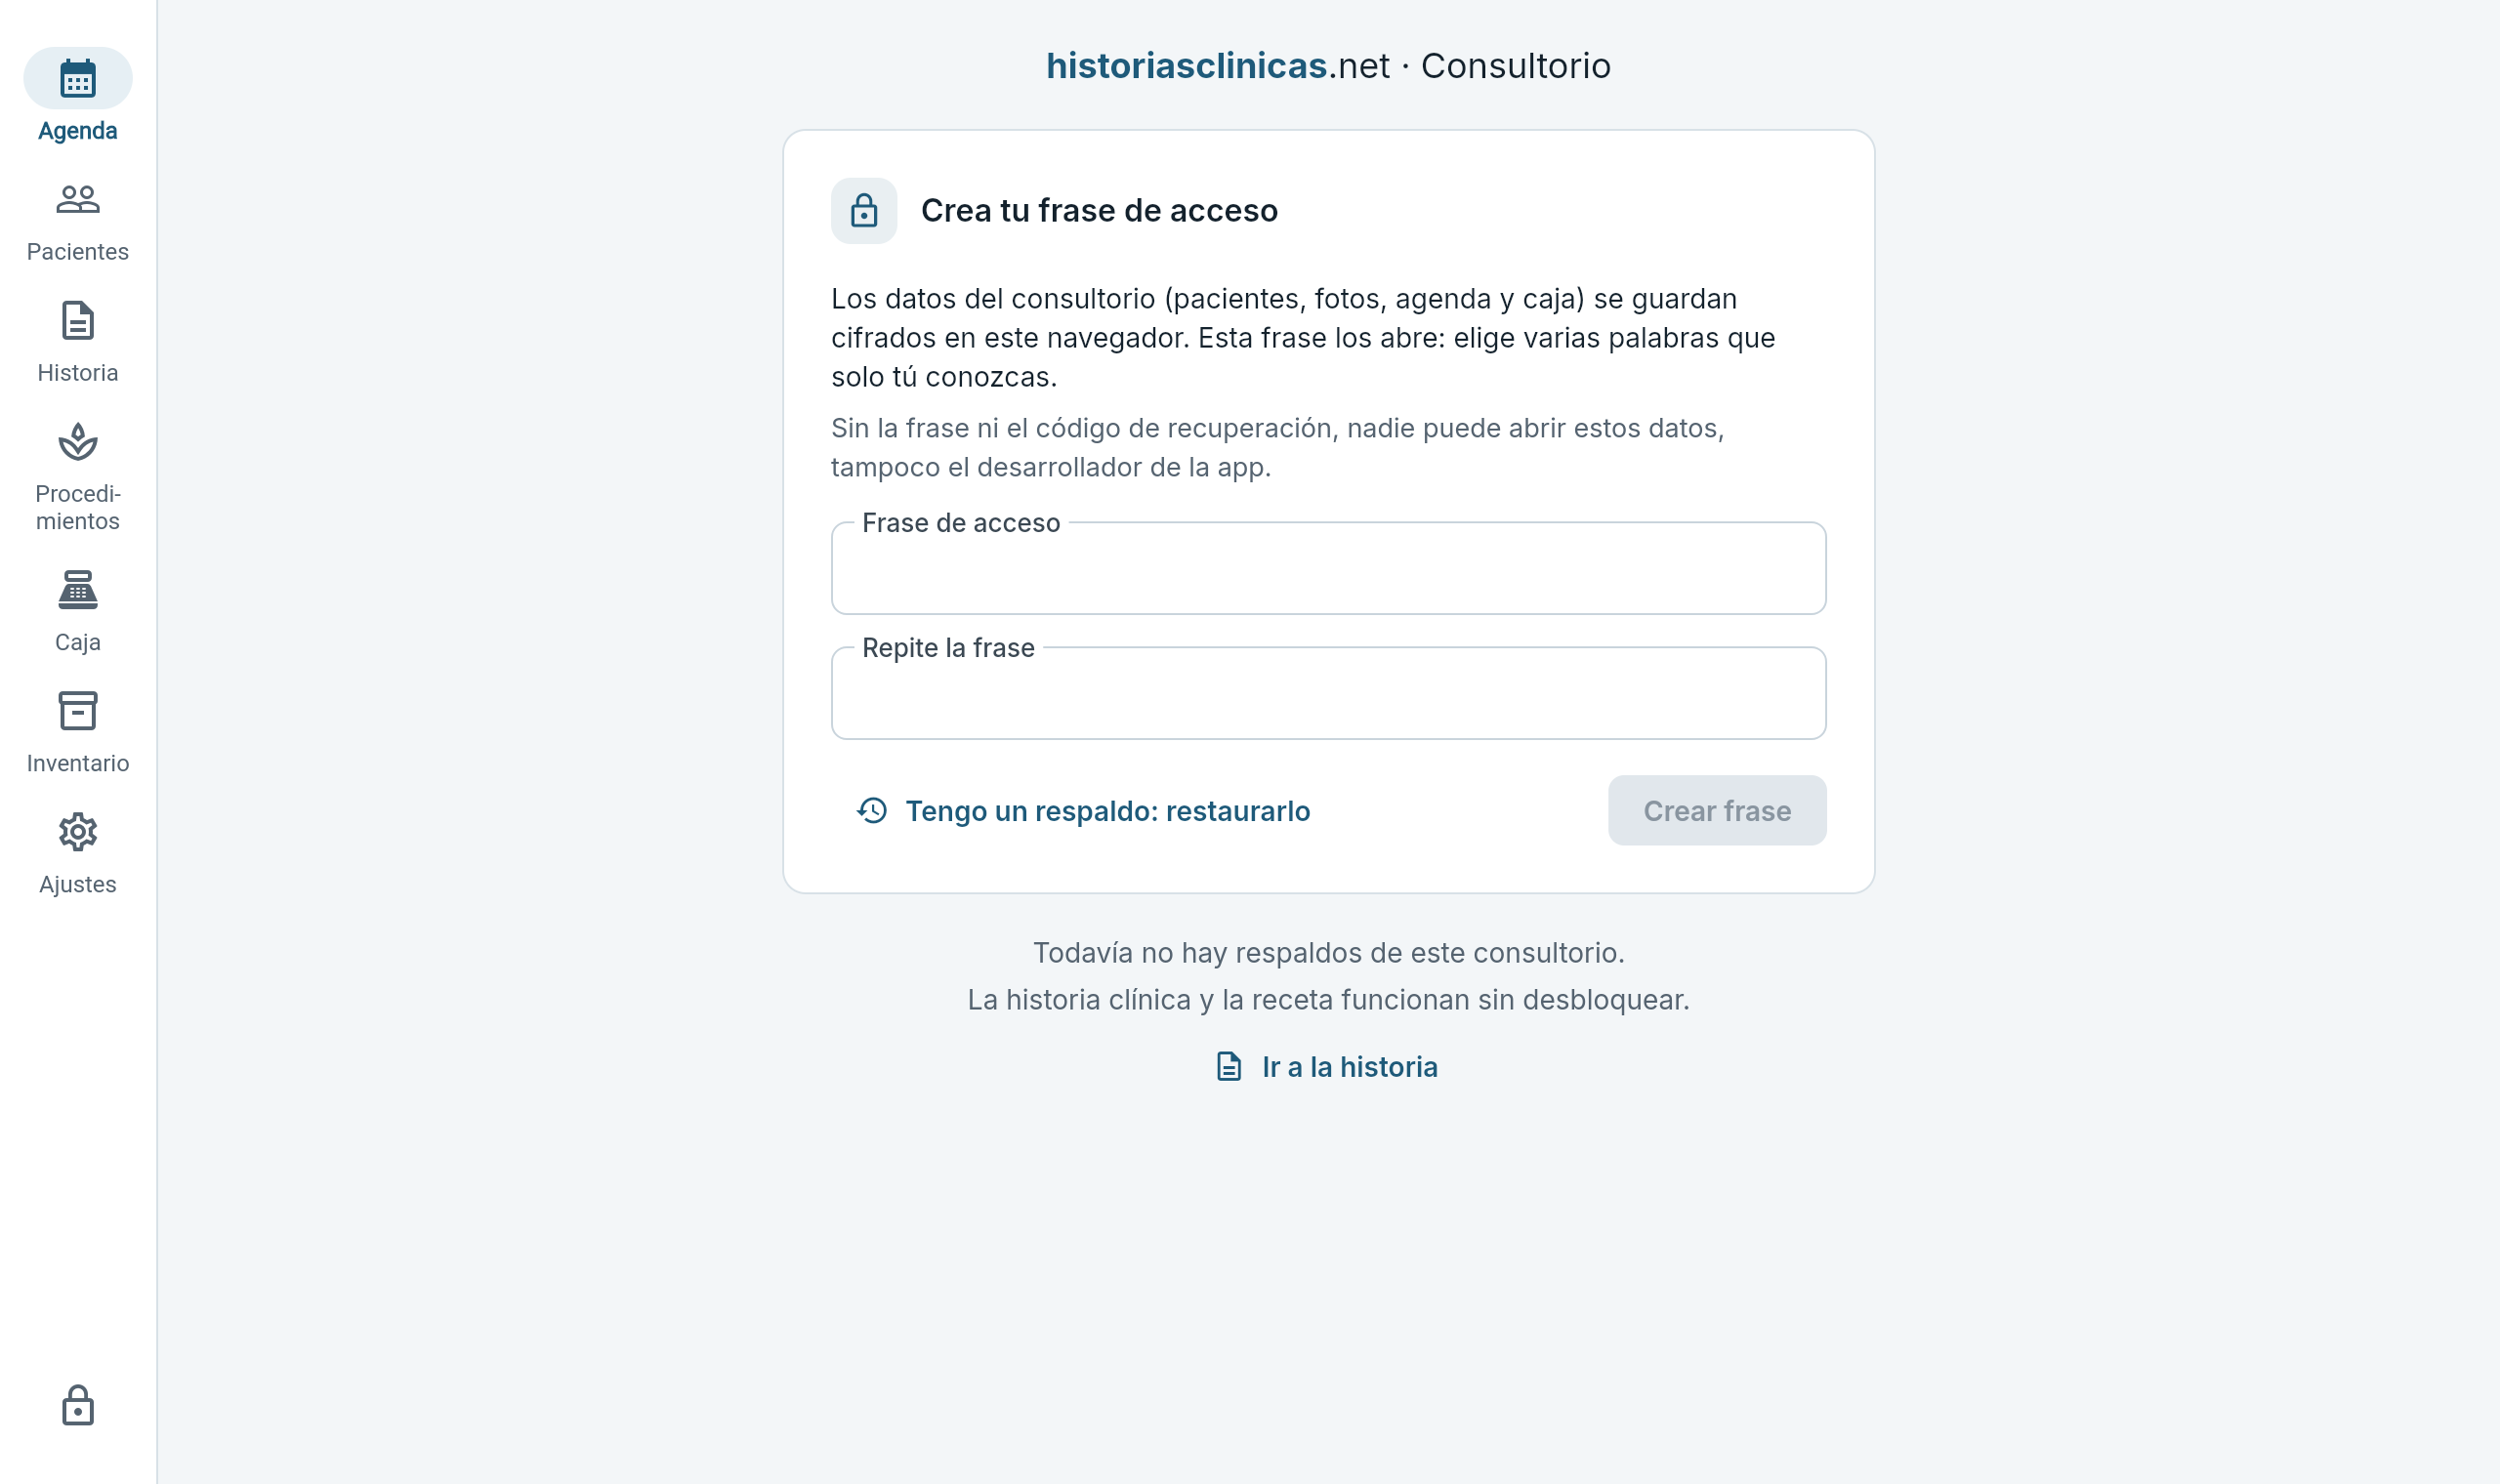 Agenda
Pacientes
Historia
Procedi-
mientos
Caja
Inventario
Ajustes
historiasclinicas.net · Consultorio
Crea tu frase de acceso
Los datos del consultorio (pacientes, fotos, agenda y caja) se guardan
cifrados en este navegador. Esta frase los abre: elige varias palabras que
solo tú conozcas.
Sin la frase ni el código de recuperación, nadie puede abrir estos datos,
tampoco el desarrollador de la app.
Frase de acceso
Repite la frase
Tengo un respaldo: restaurarlo
Crear frase
Todavía no hay respaldos de este consultorio.
La historia clínica y la receta funcionan sin desbloquear.
Ir a la historia